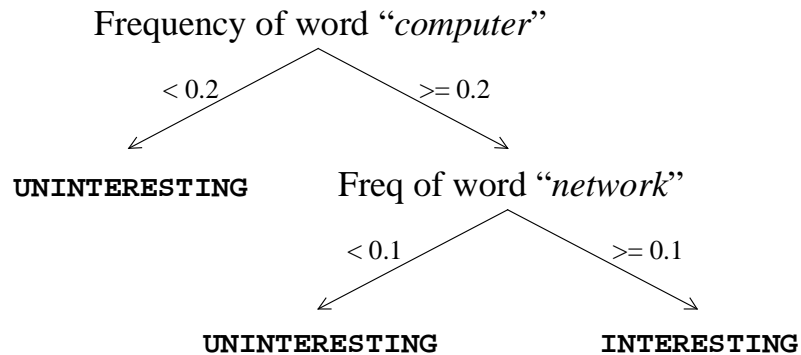 Frequency of word “computer”
< 0.2 >= 0.2
UNINTERESTING Freq of word “network”
< 0.1 >= 0.1
UNINTERESTING INTERESTING